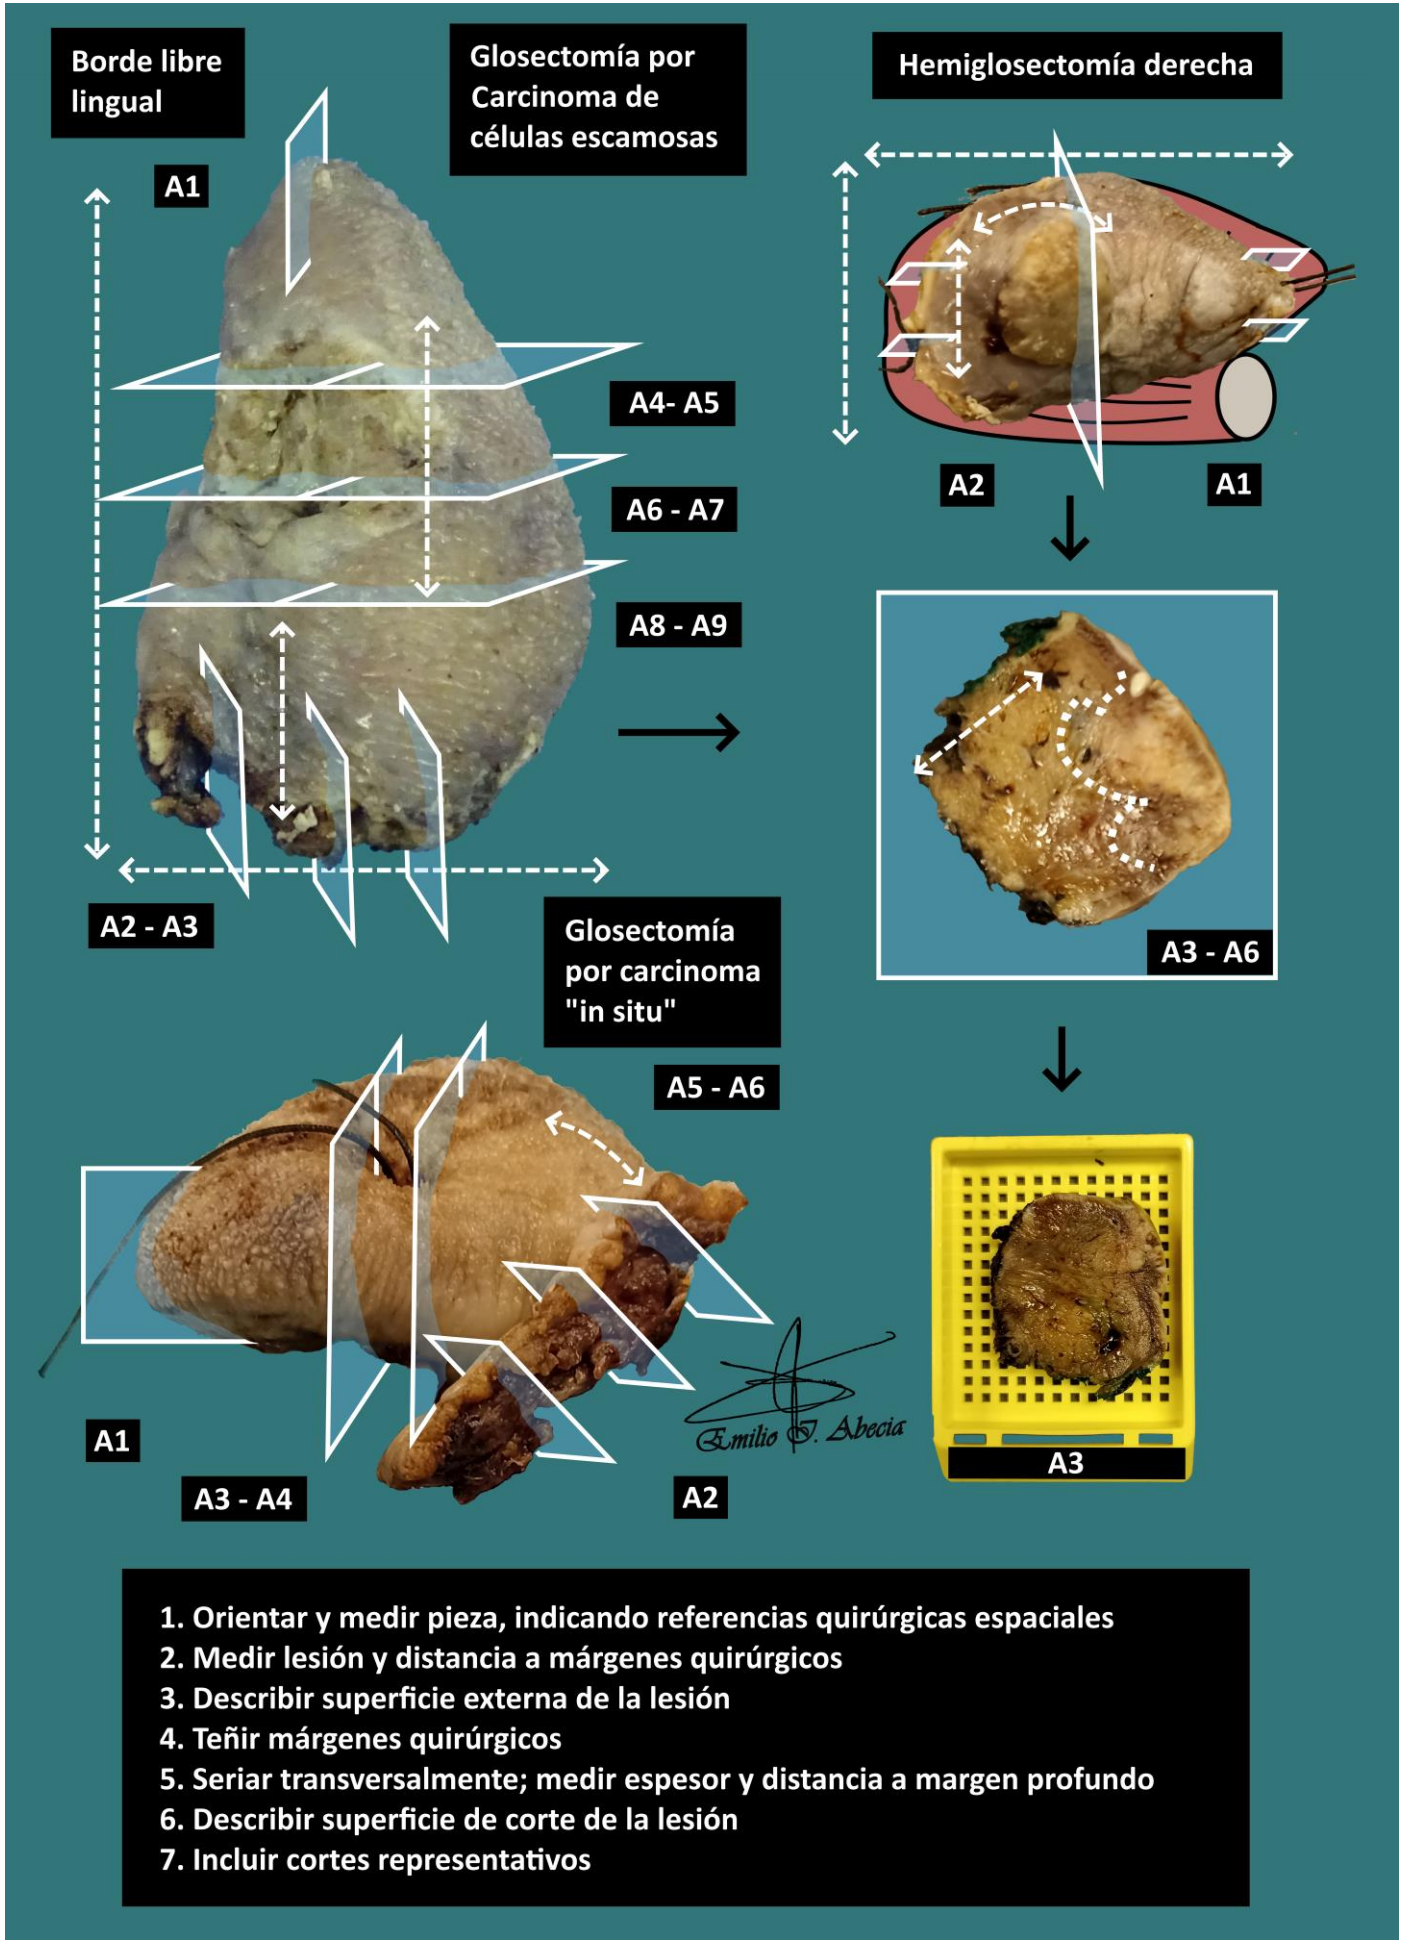 Borde libre
lingual
Glosectomía por
Carcinoma de
células escamosas
Hemiglosectomía derecha
A1
A4- A5
A6 - A7
A8 - A9
A2 - A3
A2
A1
A3 - A6
A3
Glosectomía
por carcinoma
"in situ"
A5 - A6
A1
A3 - A4
A2
Emilio J. Abecia
1. Orientar y medir pieza, indicando referencias quirúrgicas espaciales
2. Medir lesión y distancia a márgenes quirúrgicos
3. Describir superficie externa de la lesión
4. Teñir márgenes quirúrgicos
5. Seriar transversalmente; medir espesor y distancia a margen profundo
6. Describir superficie de corte de la lesión
7. Incluir cortes representativos